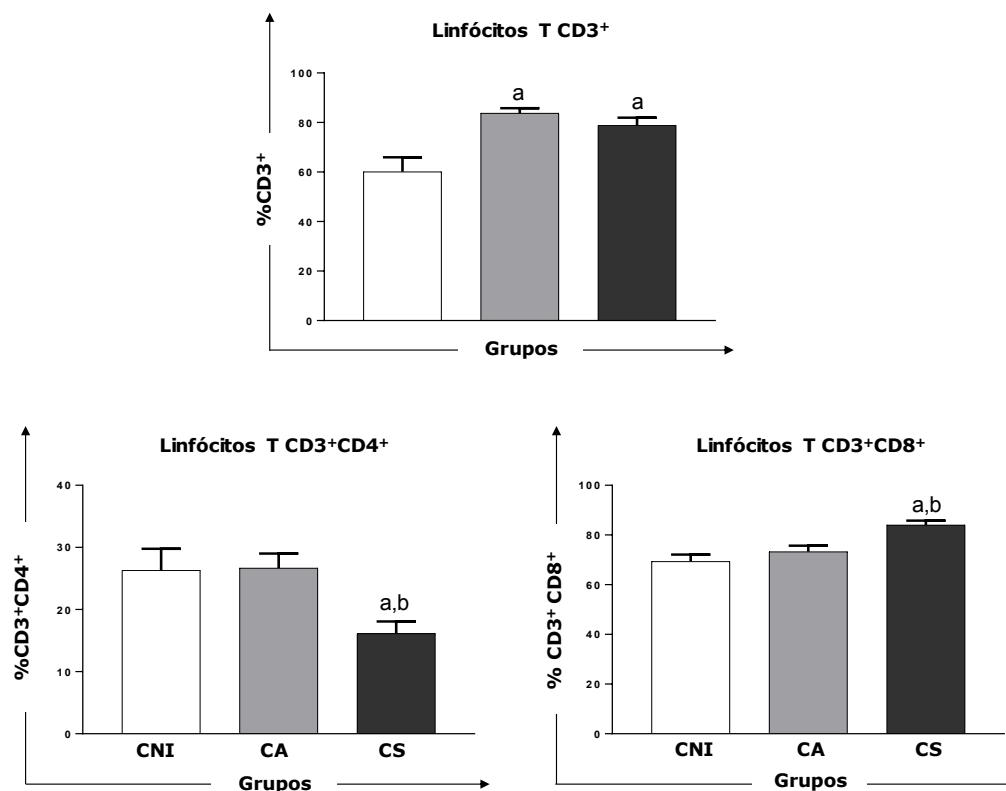 Linfócitos T CD3⁺
%CD3⁺
100
80
60
40
20
0
a
a
Grupos
Linfócitos T CD3⁺CD4⁺
%CD3⁺CD4⁺
40
30
20
10
0
a,b
CNI CA CS
Grupos
Linfócitos T CD3⁺CD8⁺
% CD3⁺ CD8⁺
100
80
60
40
20
0
a,b
CNI CA CS
Grupos